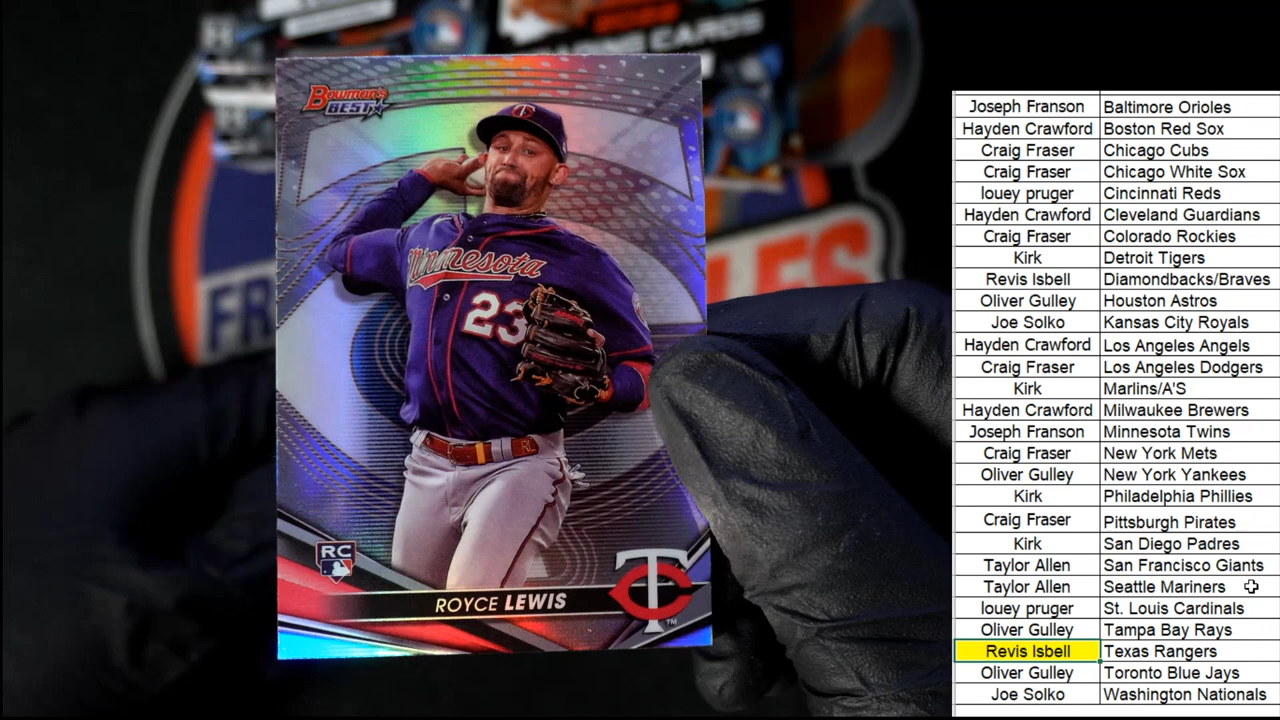 CARDS
Bowman's
BEST
Minnesota
23
RC
ROYCE LEWIS
TC
TM
FR
LES
Joseph Franson Baltimore Orioles
Hayden Crawford Boston Red Sox
Craig Fraser Chicago Cubs
Craig Fraser Chicago White Sox
louey pruger Cincinnati Reds
Hayden Crawford Cleveland Guardians
Craig Fraser Colorado Rockies
Kirk Detroit Tigers
Revis Isbell Diamondbacks/Braves
Oliver Gulley Houston Astros
Joe Solko Kansas City Royals
Hayden Crawford Los Angeles Angels
Craig Fraser Los Angeles Dodgers
Kirk Marlins/A'S
Hayden Crawford Milwaukee Brewers
Joseph Franson Minnesota Twins
Craig Fraser New York Mets
Oliver Gulley New York Yankees
Kirk Philadelphia Phillies
Craig Fraser Pittsburgh Pirates
Kirk San Diego Padres
Taylor Allen San Francisco Giants
Taylor Allen Seattle Mariners
louey pruger St. Louis Cardinals
Oliver Gulley Tampa Bay Rays
Revis Isbell Texas Rangers
Oliver Gulley Toronto Blue Jays
Joe Solko Washington Nationals